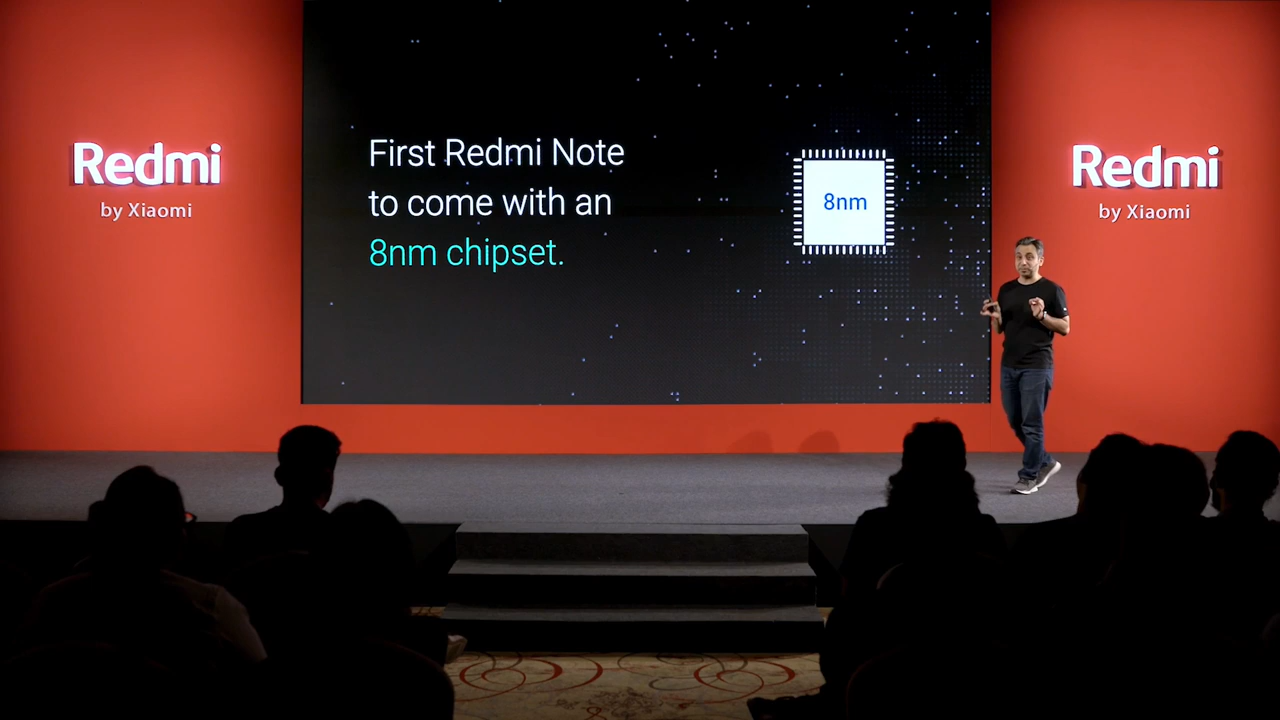 Redmi
by Xiaomi
First Redmi Note
to come with an
8nm chipset.
8nm
Redmi
by Xiaomi